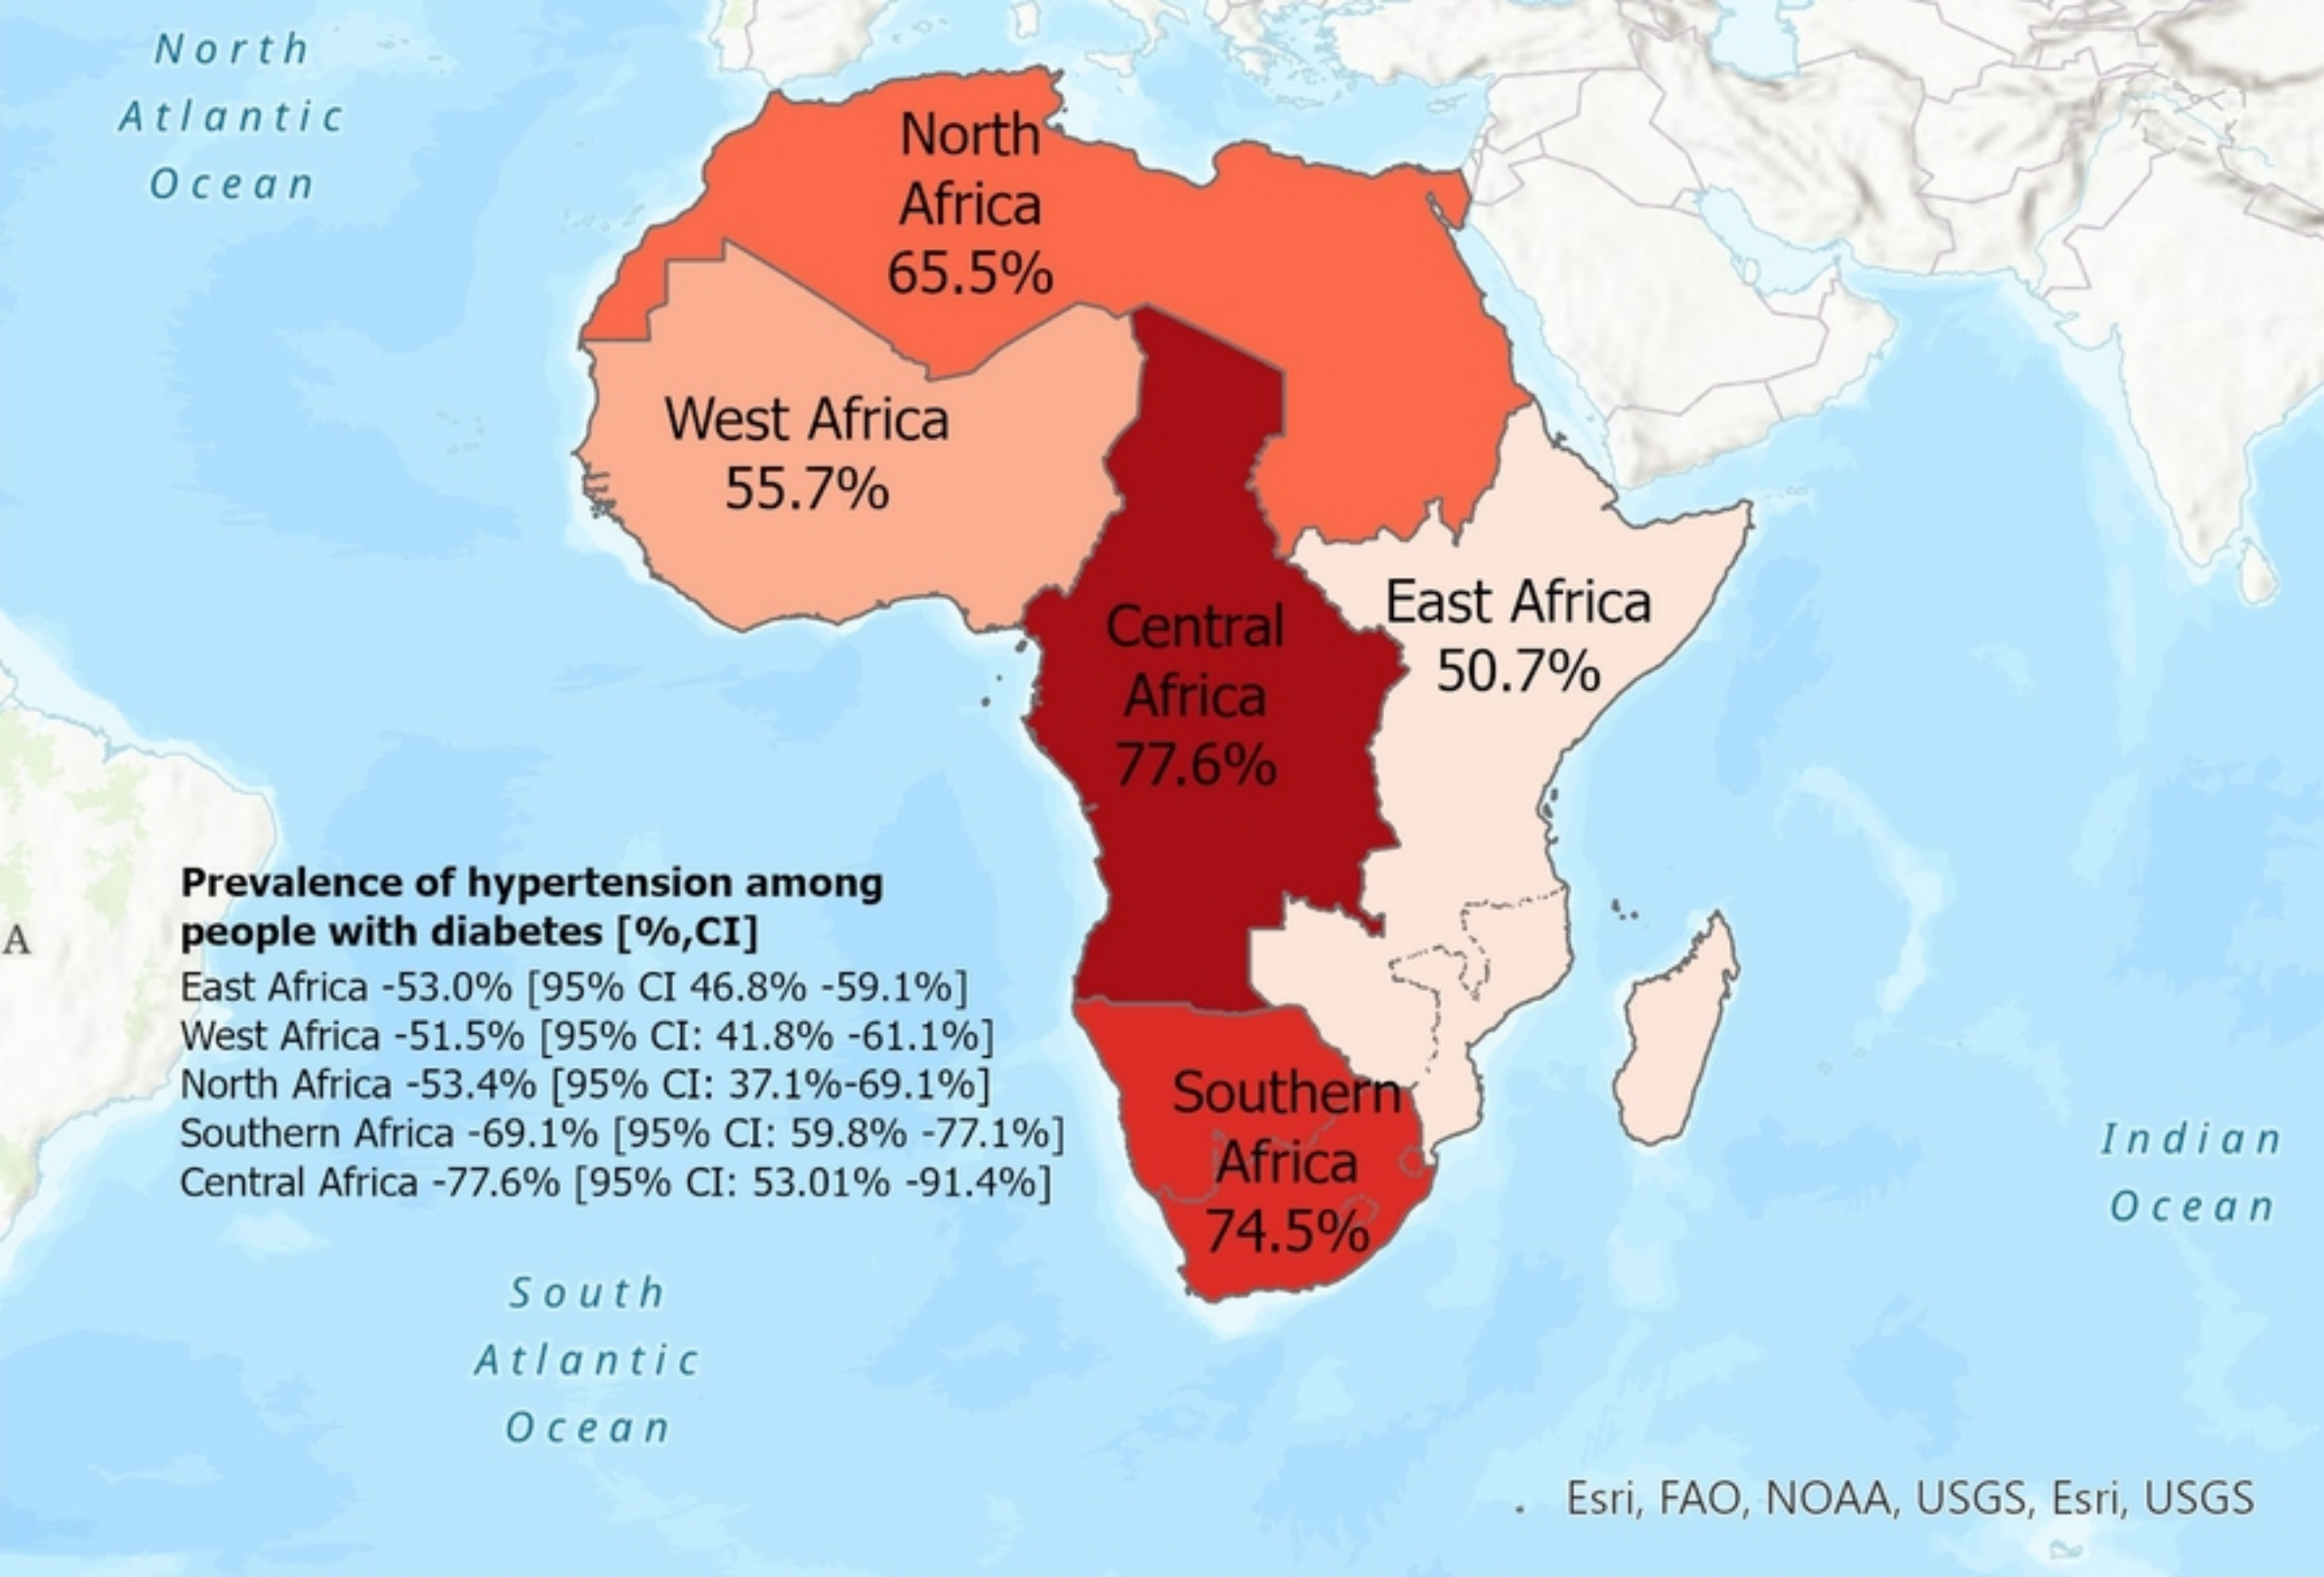 North
Atlantic
Ocean
North
Africa
65.5%
West Africa
55.7%
Central
Africa
77.6%
East Africa
50.7%
Prevalence of hypertension among
people with diabetes [%,CI]
East Africa -53.0% [95% CI 46.8% -59.1%]
West Africa -51.5% [95% CI: 41.8% -61.1%]
North Africa -53.4% [95% CI: 37.1%-69.1%]
Southern Africa -69.1% [95% CI: 59.8% -77.1%]
Central Africa -77.6% [95% CI: 53.01% -91.4%]
A
Southern
Africa
74.5%
Indian
Ocean
South
Atlantic
Ocean
Esri, FAO, NOAA, USGS, Esri, USGS